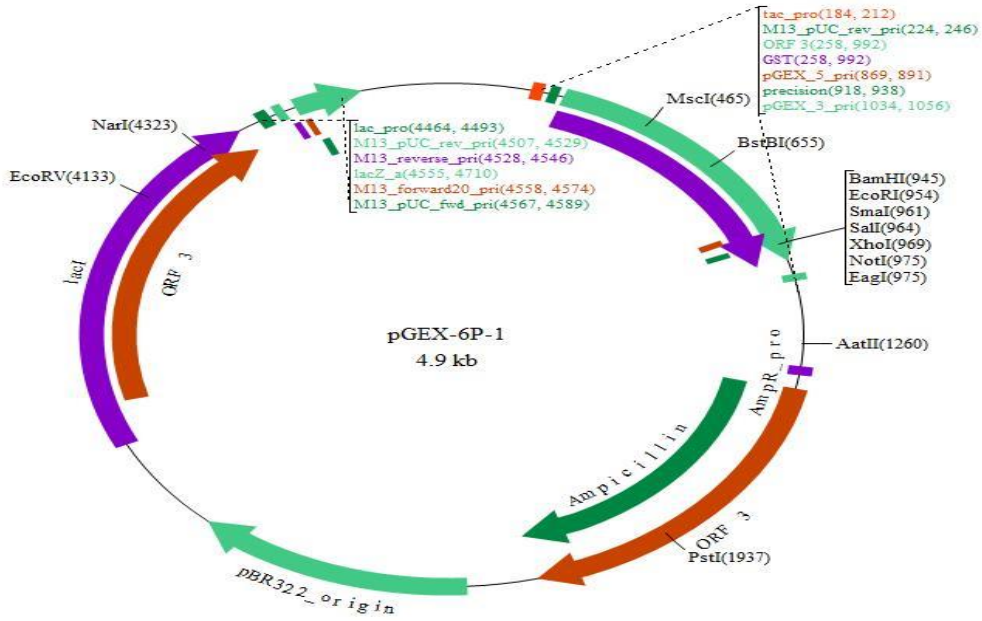 tac_pro(184, 212)
M13_pUC_rev_pri(224, 246)
ORF 3(258, 992)
GST(258, 992)
pGEX_5_pri(869, 891)
precision(918, 938)
pGEX_3_pri(1034, 1056)
MscI(465)
NarI(4323)
lac_pro(4464, 4493)
M13_pUC_rev_pri(4507, 4529)
M13_reverse_pri(4528, 4546)
lacZ_a(4555, 4710)
M13_forward20_pri(4558, 4574)
M13_pUC_fwd_pri(4567, 4589)
BstBI(655)
EcoRV(4133)
BamHI(945)
EcoRI(954)
SmaI(961)
SalI(964)
XhoI(969)
NotI(975)
EagI(975)
lacI
ORF 3
pGEX-6P-1
4.9 kb
AatII(1260)
AmpR_pro
Ampicillin
ORF 3
PstI(1937)
pBR322_origin